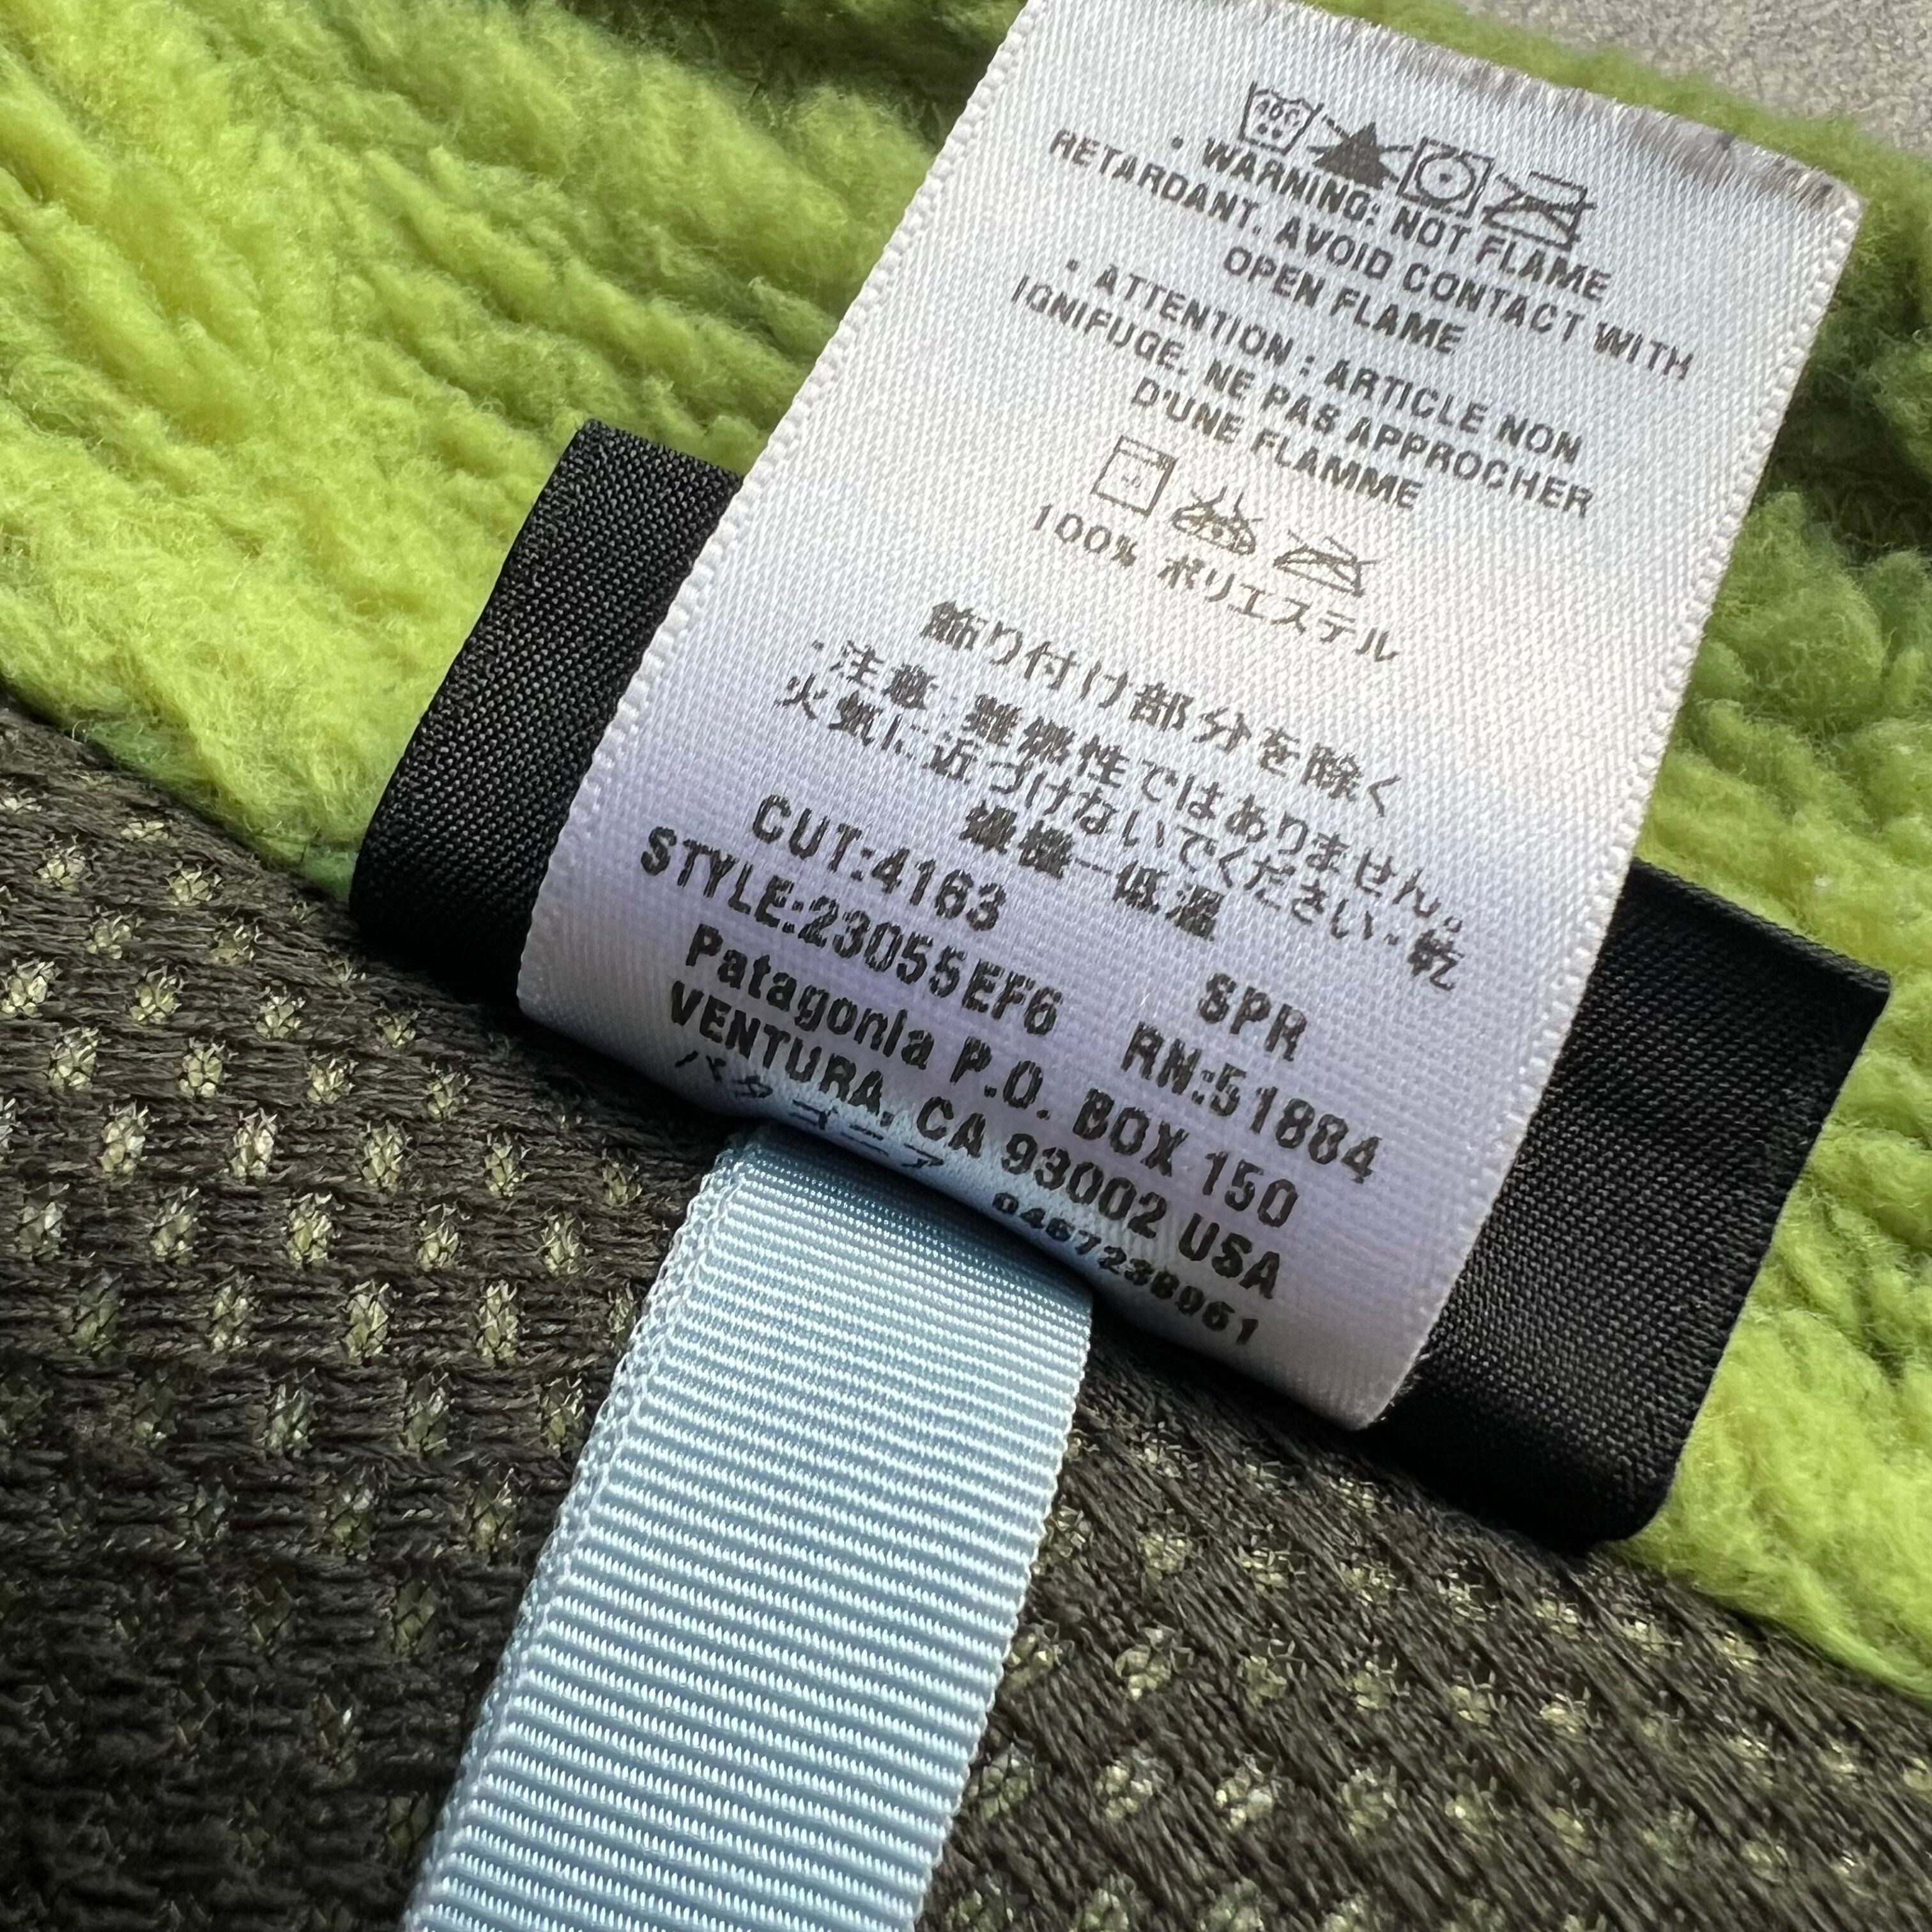 40C
• WARNING: NOT FLAME
RETARDANT. AVOID CONTACT WITH
OPEN FLAME
• ATTENTION : ARTICLE NON
IGNIFUGE. NE PAS APPROCHER
D'UNE FLAMME
100% ポリエステル
飾り付け部分を除く
・注意：難燃性ではありません。
火気に近づけないでください・乾
燥機ー低温
CUT:4163 SPR
STYLE:23055EF6 RN:51884
Patagonia P.O. BOX 150
VENTURA, CA 93002 USA
パタゴニア 0467238961